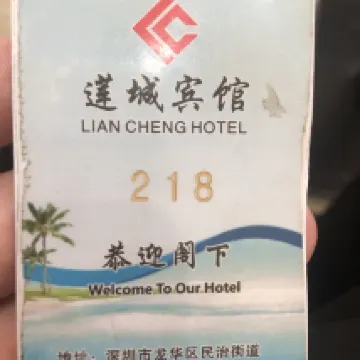 莲城宾馆
LIAN CHENG HOTEL
218
恭迎阁下
Welcome To Our Hotel
地址：深圳市龙华区民治街道